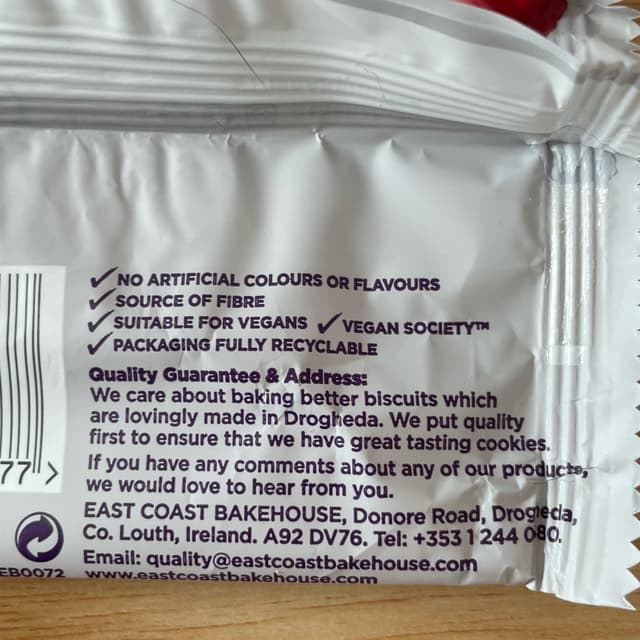 ✓ NO ARTIFICIAL COLOURS OR FLAVOURS
✓ SOURCE OF FIBRE
✓ SUITABLE FOR VEGANS ✓ VEGAN SOCIETY™
✓ PACKAGING FULLY RECYCLABLE
Quality Guarantee & Address:
We care about baking better biscuits which
are lovingly made in Drogheda. We put quality
first to ensure that we have great tasting cookies.
If you have any comments about any of our products,
we would love to hear from you.
EAST COAST BAKEHOUSE, Donore Road, Drogheda,
Co. Louth, Ireland. A92 DV76. Tel: +353 1 244 080.
Email: quality@eastcoastbakehouse.com
www.eastcoastbakehouse.com
77 >
EB0072